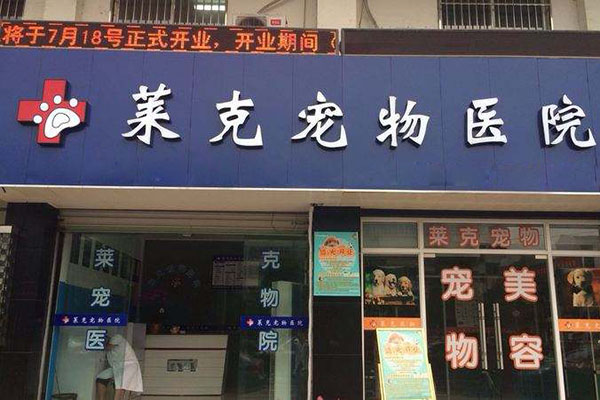 将于7月18号正式开业，开业期间
莱克宠物医院
莱克宠物
莱 克
宠 物
医 院
宠 美
物 容
莱克宠物医院
莱克宠物医院